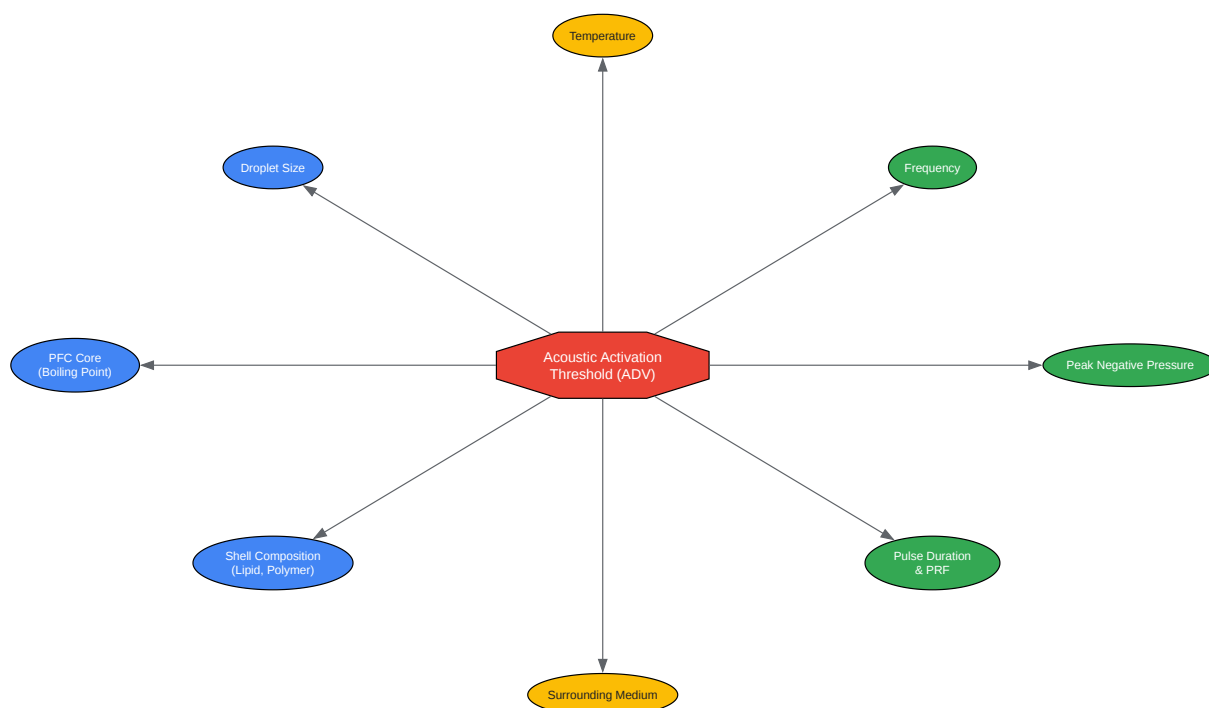 Temperature
Droplet Size
Frequency
PFC Core
(Boiling Point)
Acoustic Activation
Threshold (ADV)
Peak Negative Pressure
Shell Composition
(Lipid, Polymer)
Pulse Duration
& PRF
Surrounding Medium